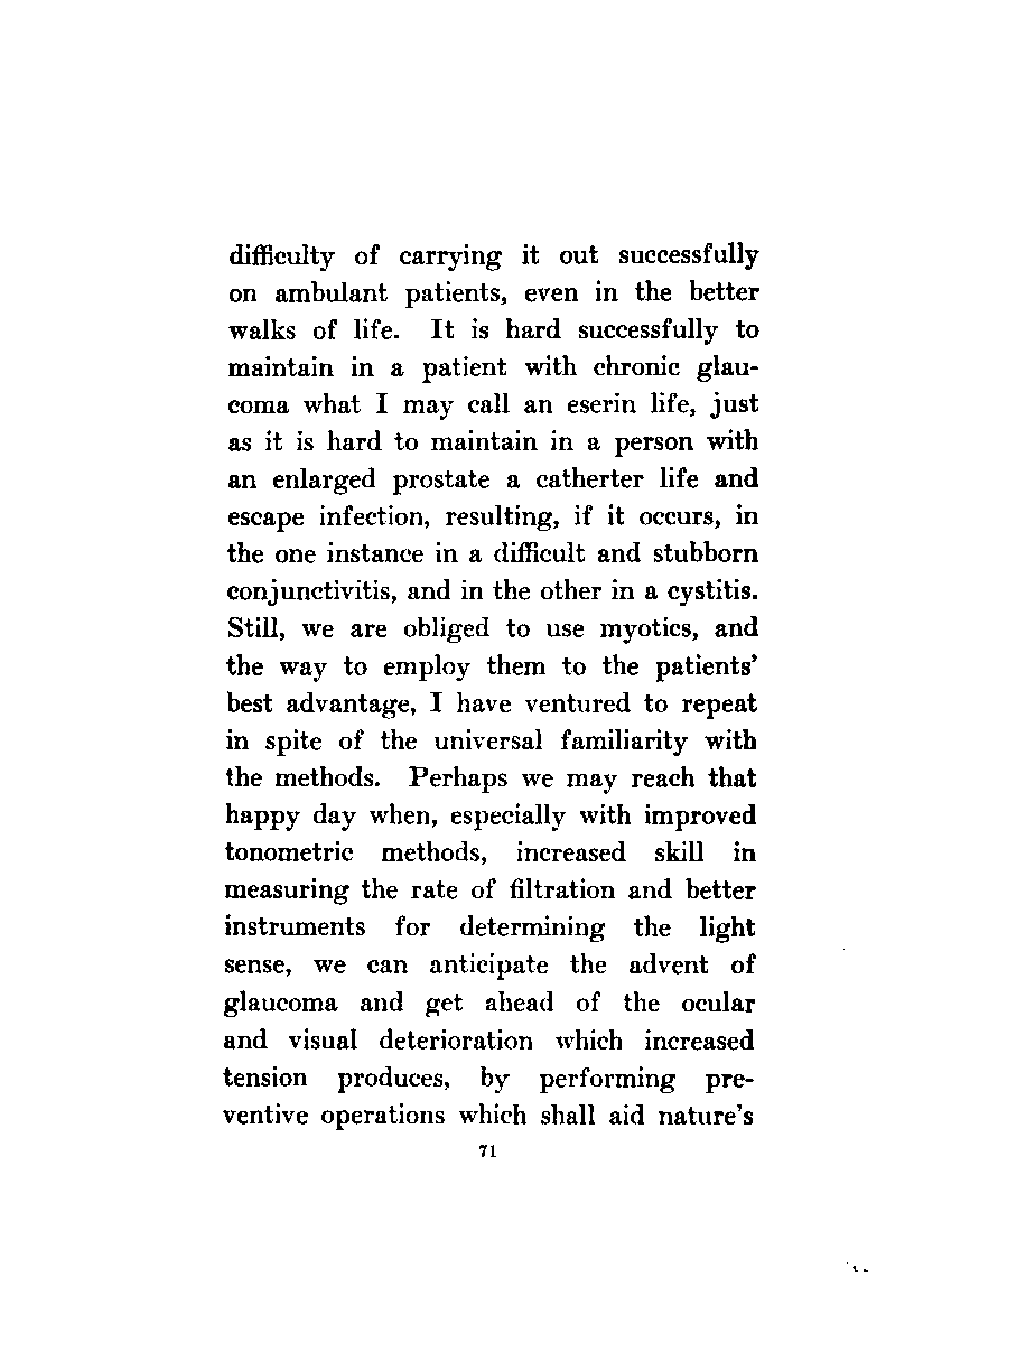 difficulty of carrying it out successfully
on ambulant patients, even in the better
walks of life. It is hard successfully to
maintain in a patient with chronic glau-
coma what I may call an eserin life, just
as it is hard to maintain in a person with
an enlarged prostate a catherter life and
escape infection, resulting, if it occurs, in
the one instance in a difficult and stubborn
conjunctivitis, and in the other in a cystitis.
Still, we are obliged to use myotics, and
the way to employ them to the patients'
best advantage, I have ventured to repeat
in spite of the universal familiarity with
the methods. Perhaps we may reach that
happy day when, especially with improved
tonometric methods, increased skill in
measuring the rate of filtration and better
instruments for determining the light
sense, we can anticipate the advent of
glaucoma and get ahead of the ocular
and visual deterioration which increased
tension produces, by performing pre-
ventive operations which shall aid nature's
71